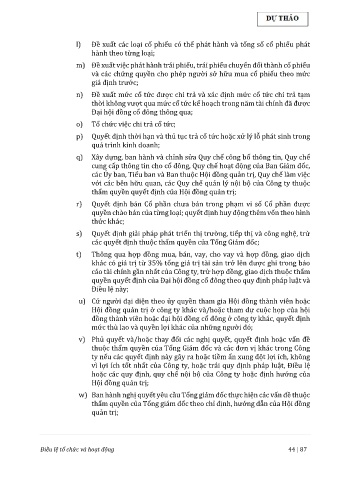 DỰ THẢO
l) Đề xuất các loại cổ phiếu có thể phát hành và tổng số cổ phiếu phát
hành theo từng loại;
m) Đề xuất việc phát hành trái phiếu, trái phiếu chuyển đổi thành cổ phiếu
và các chứng quyền cho phép người sở hữu mua cổ phiếu theo mức
giá định trước;
n) Đề xuất mức cổ tức được chi trả và xác định mức cổ tức chi trả tạm
thời không vượt qua mức cổ tức kế hoạch trong năm tài chính đã được
Đại hội đồng cổ đông thông qua;
o) Tổ chức việc chi trả cổ tức;
p) Quyết định thời hạn và thủ tục trả cổ tức hoặc xử lý lỗ phát sinh trong
quá trình kinh doanh;
q) Xây dựng, ban hành và chỉnh sửa Quy chế công bố thông tin, Quy chế
cung cấp thông tin cho cổ đông, Quy chế hoạt động của Ban Giám đốc,
các Ủy ban, Tiểu ban và Ban thuộc Hội đồng quản trị, Quy chế làm việc
với các bên hữu quan, các Quy chế quản lý nội bộ của Công ty thuộc
thẩm quyền quyết định của Hội đồng quản trị;
r) Quyết định bán Cổ phần chưa bán trong phạm vi số Cổ phần được
quyền chào bán của từng loại; quyết định huy động thêm vốn theo hình
thức khác;
s) Quyết định giải pháp phát triển thị trường, tiếp thị và công nghệ, trừ
các quyết định thuộc thẩm quyền của Tổng Giám đốc;
t) Thông qua hợp đồng mua, bán, vay, cho vay và hợp đồng, giao dịch
khác có giá trị từ 35% tổng giá trị tài sản trở lên được ghi trong báo
cáo tài chính gần nhất của Công ty, trừ hợp đồng, giao dịch thuộc thẩm
quyền quyết định của Đại hội đồng cổ đông theo quy định pháp luật và
Điều lệ này;
u) Cử người đại diện theo ủy quyền tham gia Hội đồng thành viên hoặc
Hội đồng quản trị ở công ty khác và/hoặc tham dự cuộc họp của hội
đồng thành viên hoặc đại hội đồng cổ đông ở công ty khác, quyết định
mức thù lao và quyền lợi khác của những người đó;
v) Phủ quyết và/hoặc thay đổi các nghị quyết, quyết định hoặc vấn đề
thuộc thẩm quyền của Tổng Giám đốc và các đơn vị khác trong Công
ty nếu các quyết định này gây ra hoặc tiềm ẩn xung đột lợi ích, không
vì lợi ích tốt nhất của Công ty, hoặc trái quy định pháp luật, Điều lệ
hoặc các quy định, quy chế nội bộ của Công ty hoặc định hướng của
Hội đồng quản trị;
w) Ban hành nghị quyết yêu cầu Tổng giám đốc thực hiện các vấn đề thuộc
thẩm quyền của Tổng giám đốc theo chỉ định, hướng dẫn của Hội đồng
quản trị;
Điều lệ tổ chức và hoạt động 44 | 87